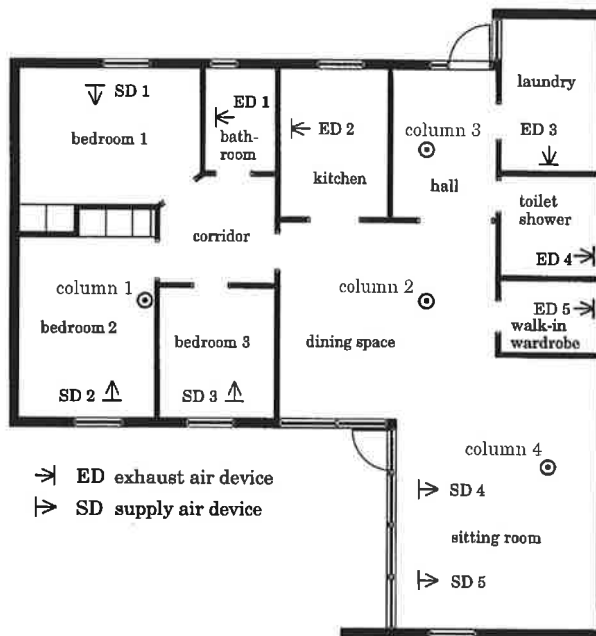 SD 1
bedroom 1
ED 1
bath-
room
ED 2
kitchen
column 3
hall
laundry
ED 3
toilet
shower
ED 4
corridor
column 1
bedroom 2
SD 2
bedroom 3
SD 3
column 2
dining space
ED 5
walk-in
wardrobe
column 4
SD 4
sitting room
SD 5
ED exhaust air device
SD supply air device